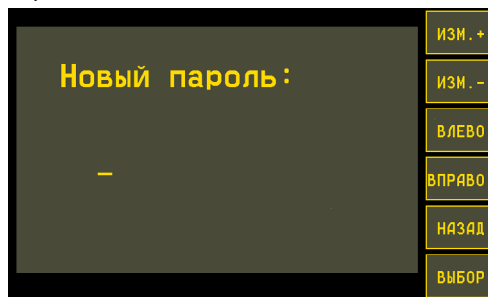 Новый пароль:
_
ИЗМ.+
ИЗМ.-
ВЛЕВО
ВПРАВО
НАЗАД
ВЫБОР